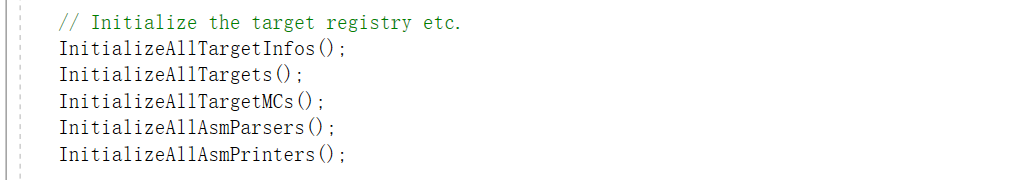 // Initialize the target registry etc.
InitializeAllTargetInfos();
InitializeAllTargets();
InitializeAllTargetMCs();
InitializeAllAsmParsers();
InitializeAllAsmPrinters();